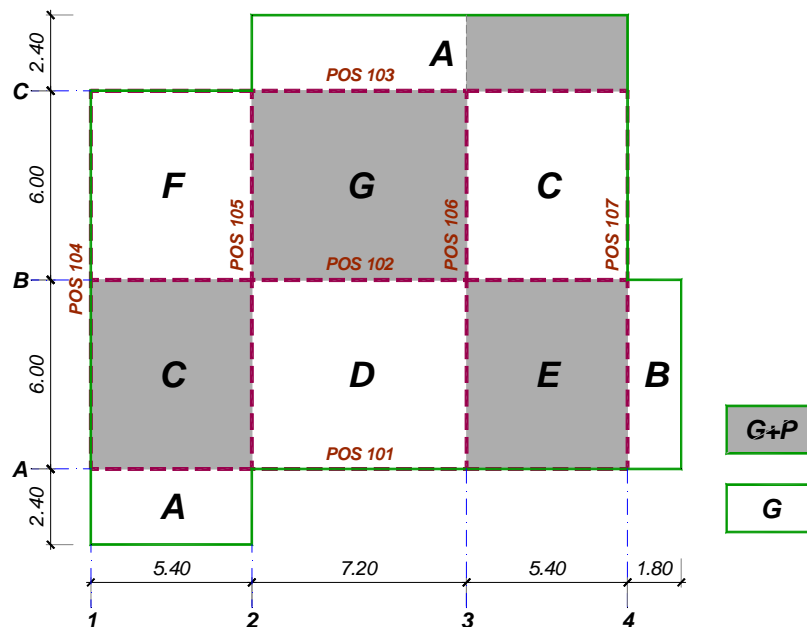 2.40
A
POS 103
C
6.00
F
G
C
POS 104
POS 105
POS 106
POS 107
B
POS 102
6.00
C
D
E
B
G+P
A
POS 101
2.40
A
G
5.40
7.20
5.40
1.80
1
2
3
4